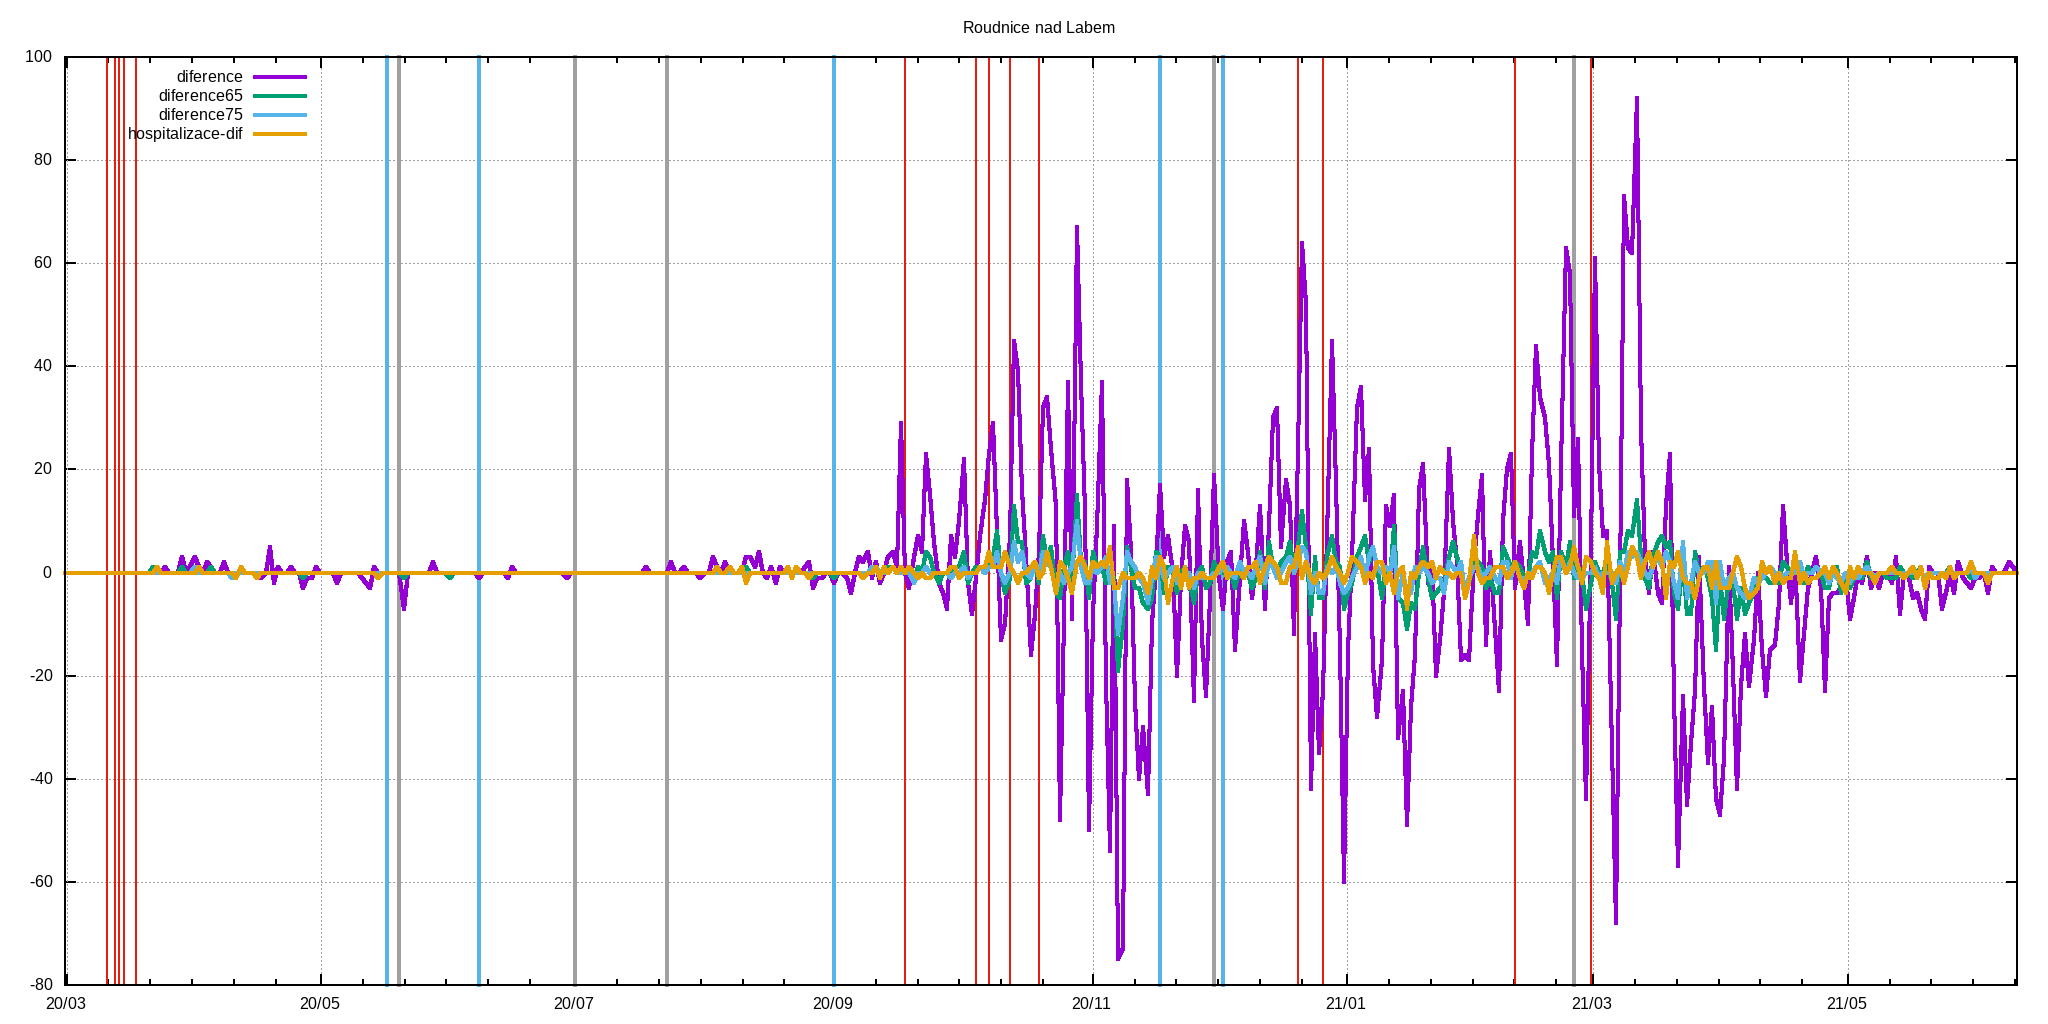 Roudnice nad Labem
100
80
60
40
20
0
-20
-40
-60
-80
diference
diference65
diference75
hospitalizace-dif
20/03 20/05 20/07 20/09 20/11 21/01 21/03 21/05